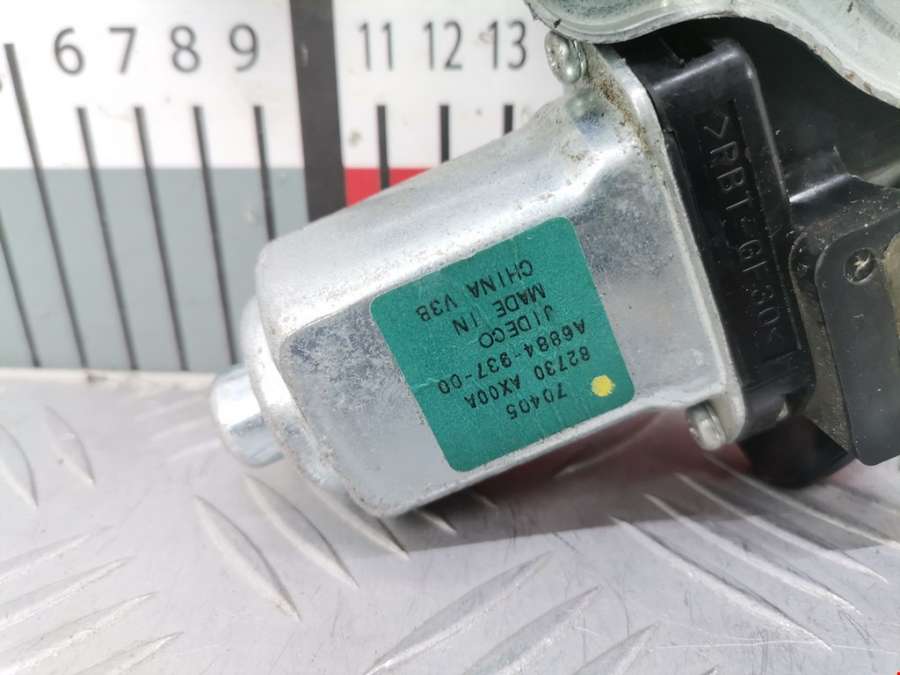 6 7 8 9 11 12 13
70405
82730 AX00A
A6884-937-00
JIDECO
MADE IN
CHINA V38
>PBT-GF30<